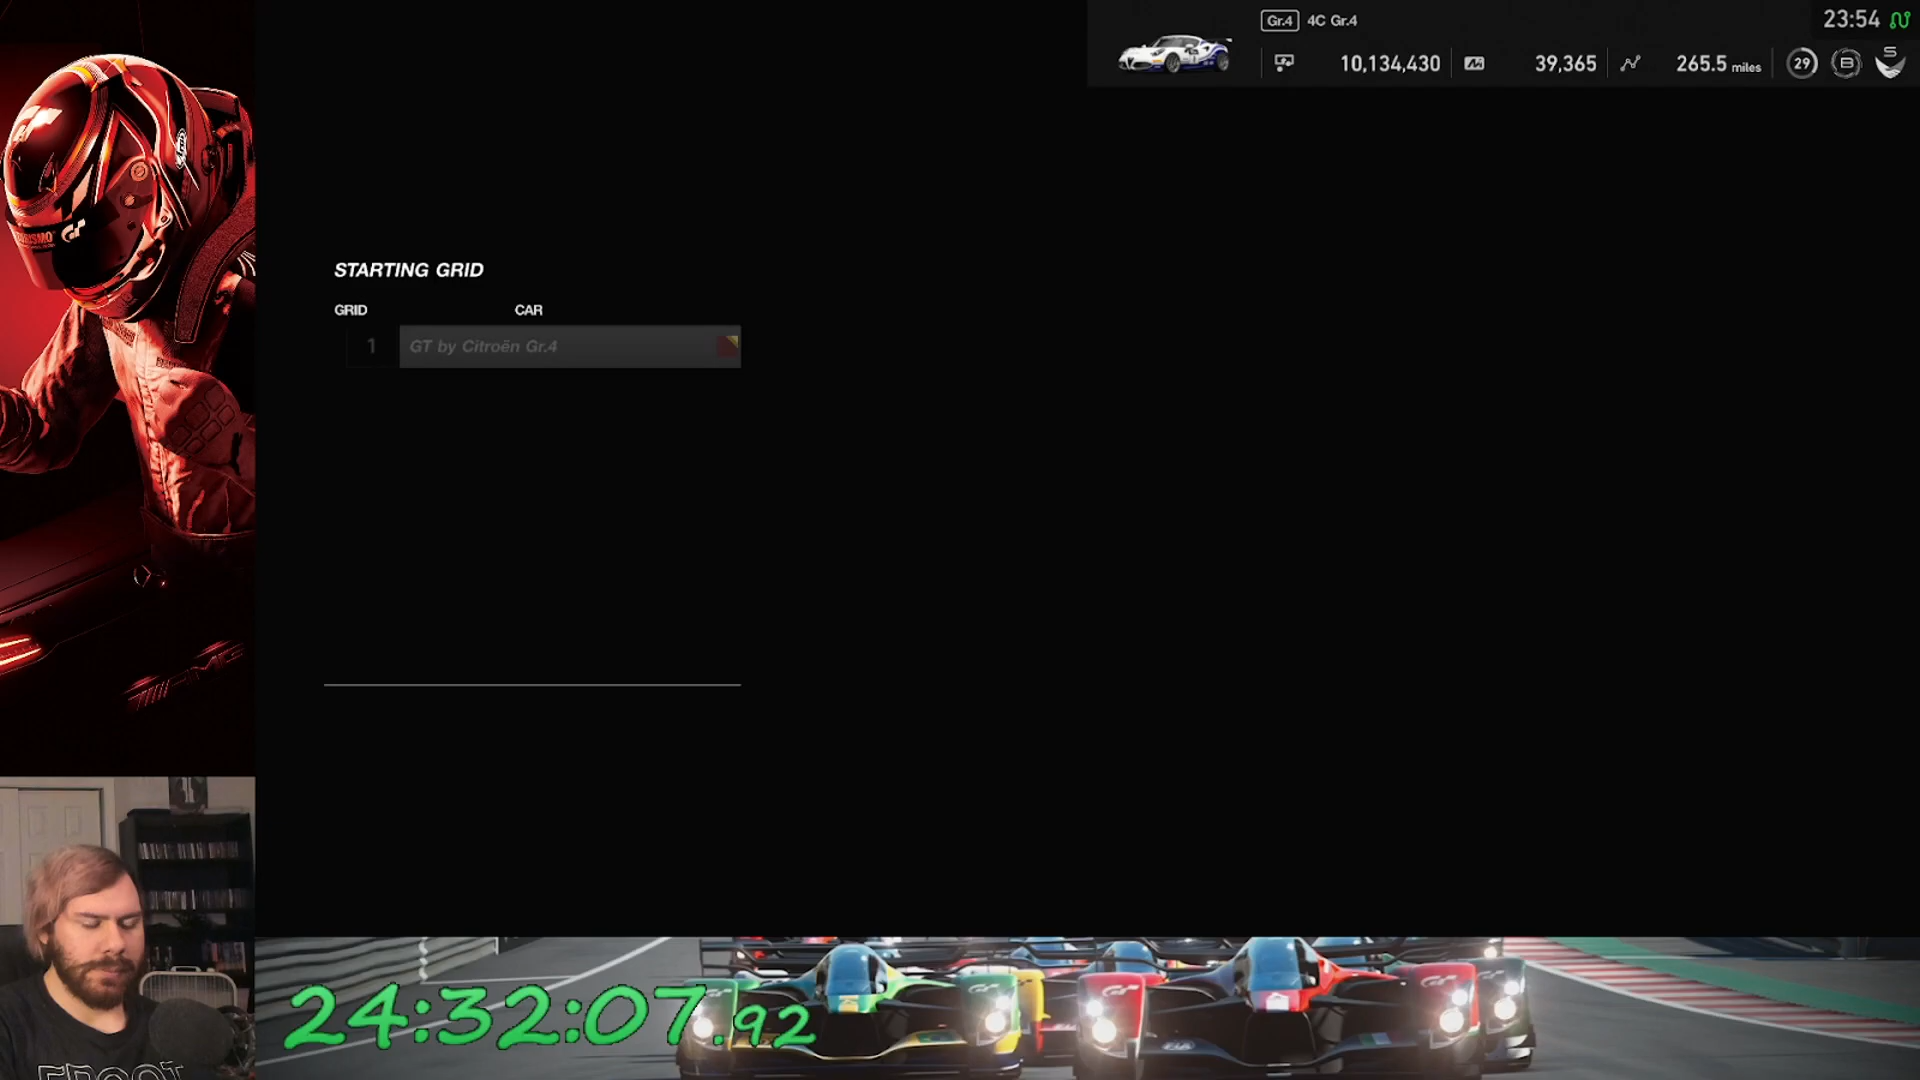 Gr.4 4C Gr.4
23:54
10,134,430
39,365
265.5 miles
29
B
S
STARTING GRID
GRID CAR
1 GT by Citroën Gr.4
24:32:07.92